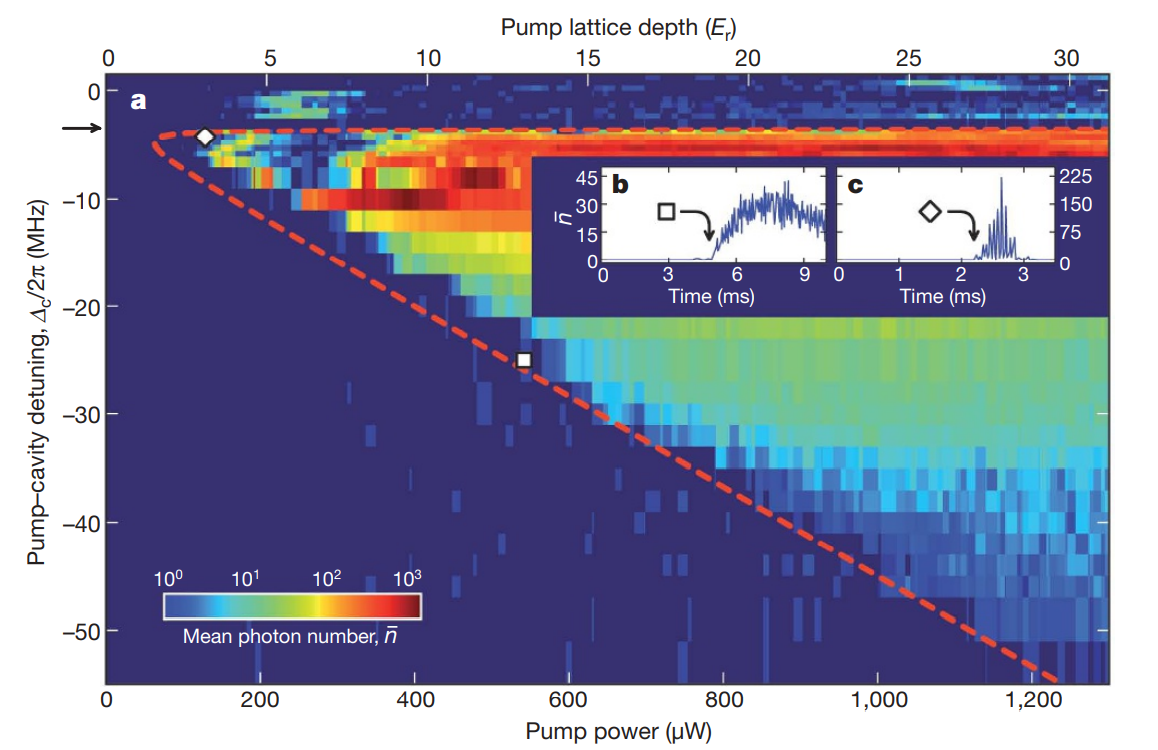 Pump lattice depth (Er)
0 5 10 15 20 25 30
a
0
−10
−20
−30
−40
−50
Pump–cavity detuning, Δc/2π (MHz)
b
45
30
15
0
n̄
0 3 6 9
Time (ms)
c
225
150
75
0
0 1 2 3
Time (ms)
10⁰ 10¹ 10² 10³
Mean photon number, n̄
0 200 400 600 800 1,000 1,200
Pump power (μW)